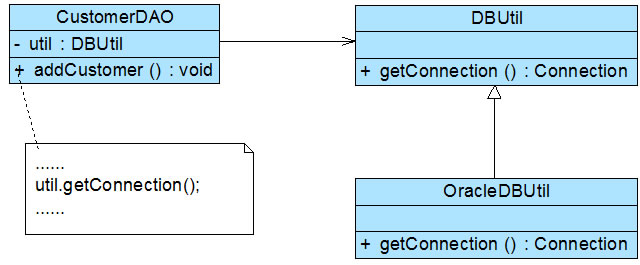 CustomerDAO
- util : DBUtil
+ addCustomer () : void
DBUtil
+ getConnection () : Connection
......
util.getConnection();
......
OracleDBUtil
+ getConnection () : Connection